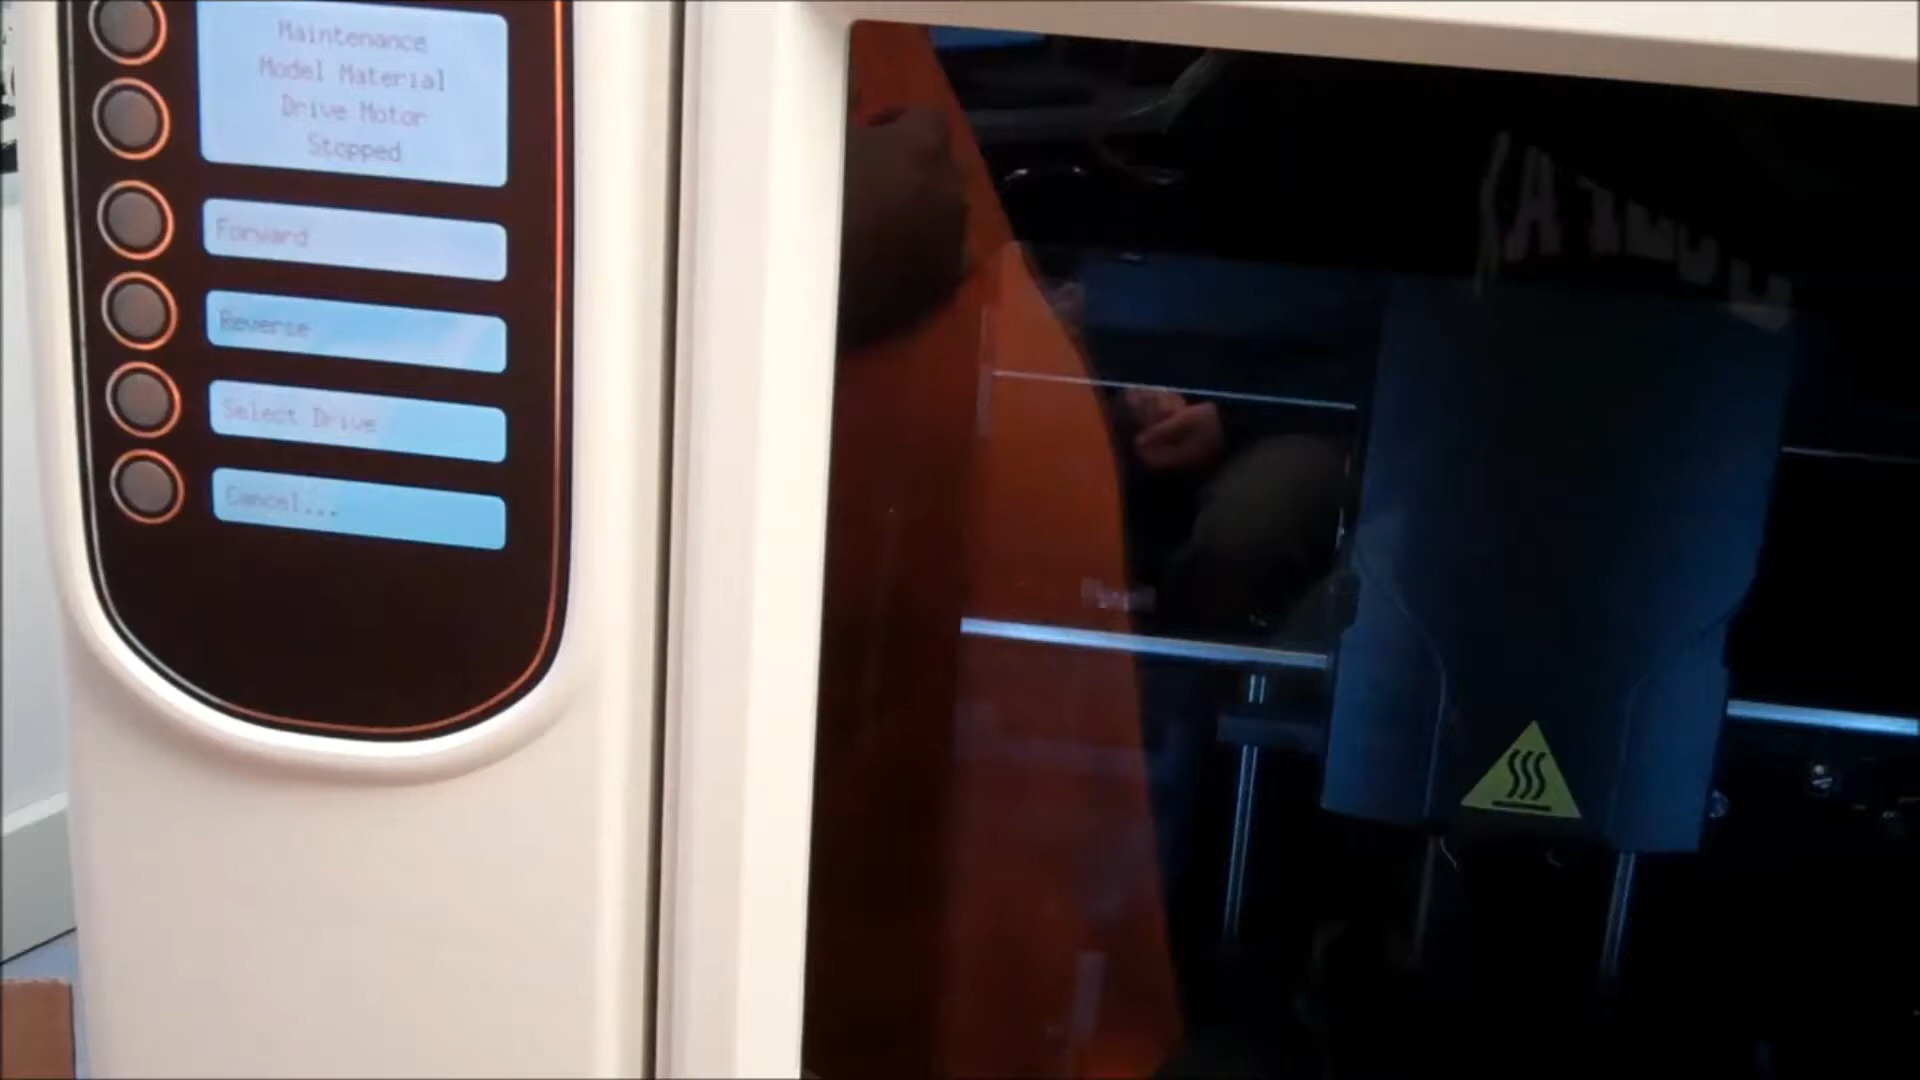 Maintenance
Model Material
Drive Motor
Stopped
Forward
Reverse
Select Drive
Cancel...